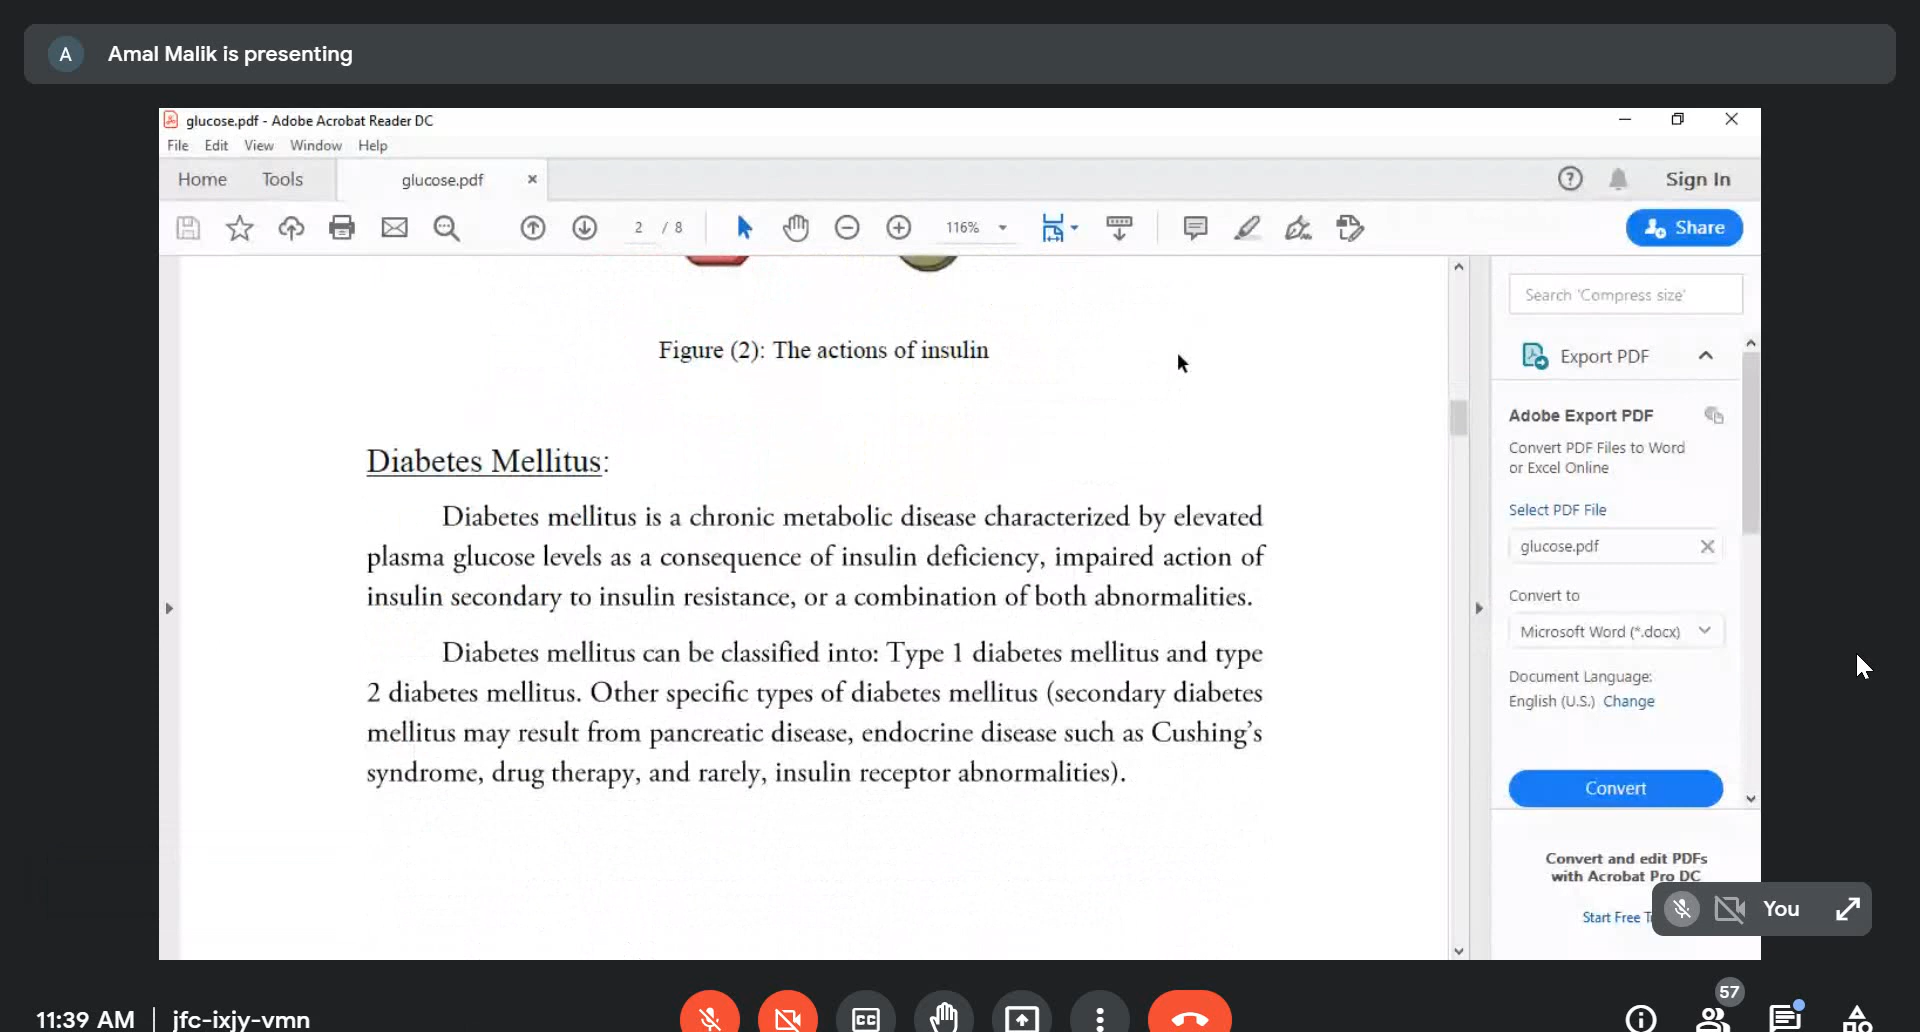 A Amal Malik is presenting
glucose.pdf - Adobe Acrobat Reader DC
File Edit View Window Help
Home Tools glucose.pdf × ? Sign In
2 / 8 116% Share
Figure (2): The actions of insulin
Diabetes Mellitus:
Diabetes mellitus is a chronic metabolic disease characterized by elevated
plasma glucose levels as a consequence of insulin deficiency, impaired action of
insulin secondary to insulin resistance, or a combination of both abnormalities.
Diabetes mellitus can be classified into: Type 1 diabetes mellitus and type
2 diabetes mellitus. Other specific types of diabetes mellitus (secondary diabetes
mellitus may result from pancreatic disease, endocrine disease such as Cushing’s
syndrome, drug therapy, and rarely, insulin receptor abnormalities).
Search 'Compress size'
Export PDF
Adobe Export PDF
Convert PDF Files to Word
or Excel Online
Select PDF File
glucose.pdf
Convert to
Microsoft Word (*.docx)
Document Language:
English (U.S.) Change
Convert
Convert and edit PDFs
with Acrobat Pro DC
Start Free
You
57
11:39 AM | jfc-ixjy-vmn
CC